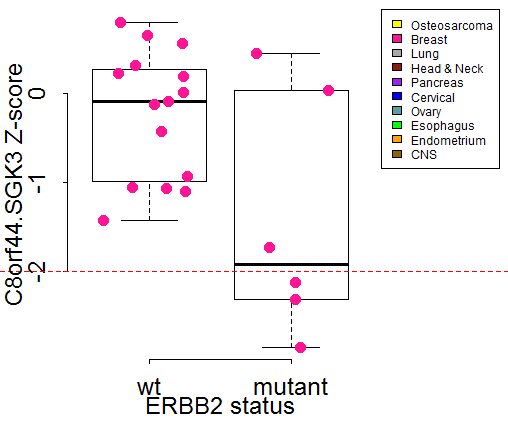 Osteosarcoma
Breast
Lung
Head & Neck
Pancreas
Cervical
Ovary
Esophagus
Endometrium
CNS
C8orf44.SGK3 Z-score
0
-1
-2
wt mutant
ERBB2 status